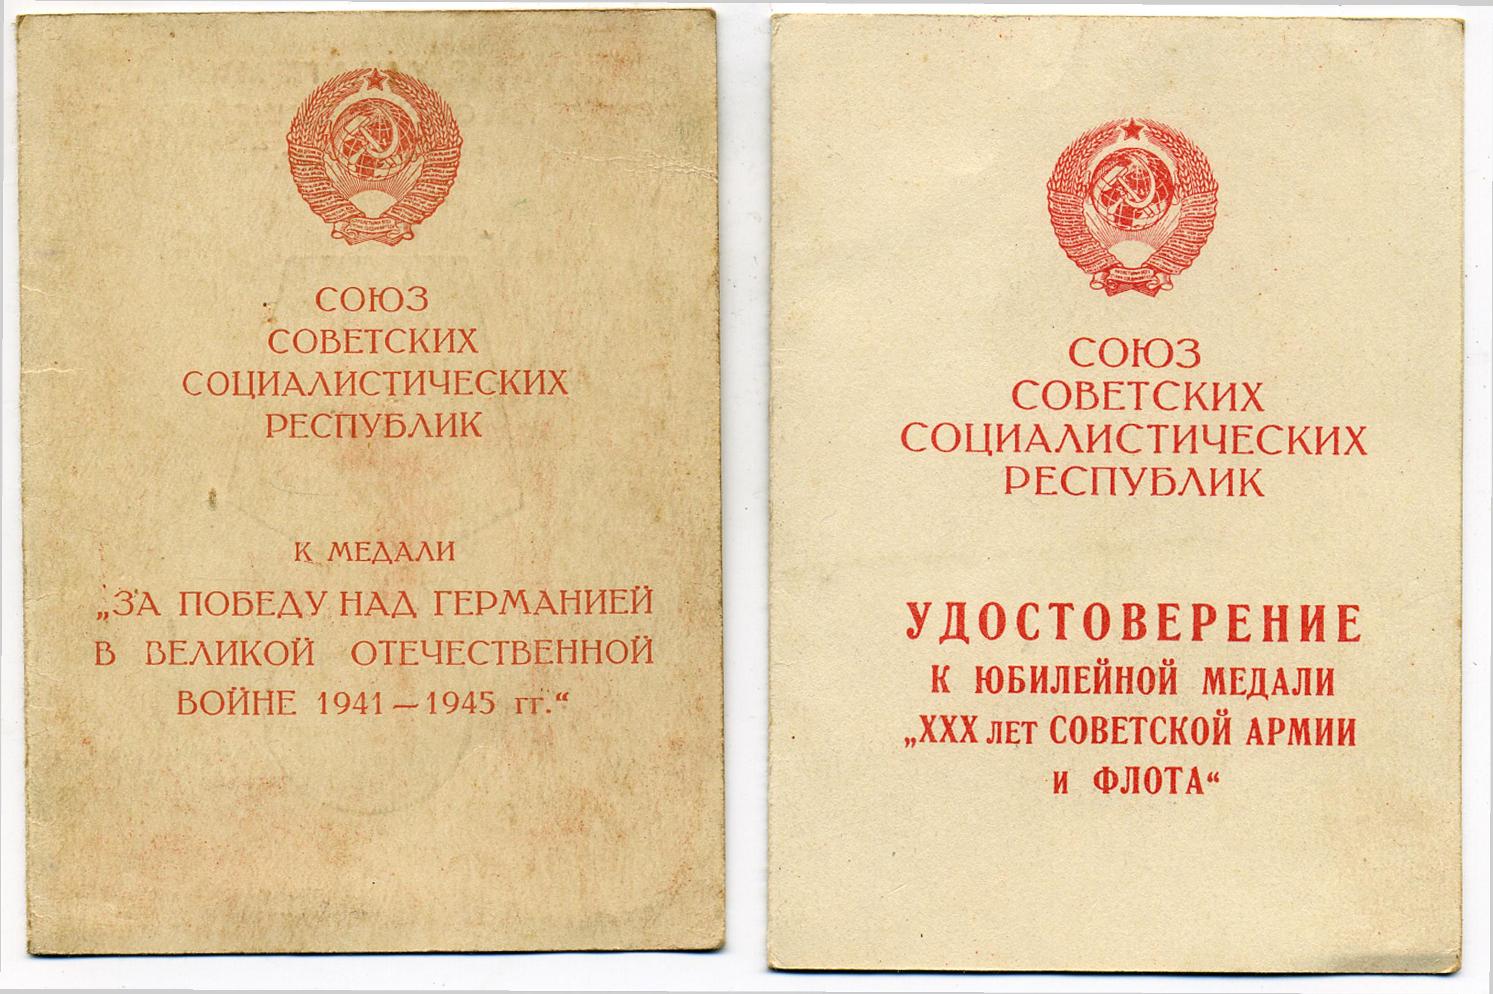 СОЮЗ
СОВЕТСКИХ
СОЦИАЛИСТИЧЕСКИХ
РЕСПУБЛИК
К МЕДАЛИ
„ЗА ПОБЕДУ НАД ГЕРМАНИЕЙ
В ВЕЛИКОЙ ОТЕЧЕСТВЕННОЙ
ВОЙНЕ 1941—1945 гг.“
СОЮЗ
СОВЕТСКИХ
СОЦИАЛИСТИЧЕСКИХ
РЕСПУБЛИК
УДОСТОВЕРЕНИЕ
К ЮБИЛЕЙНОЙ МЕДАЛИ
„XXX ЛЕТ СОВЕТСКОЙ АРМИИ
И ФЛОТА“